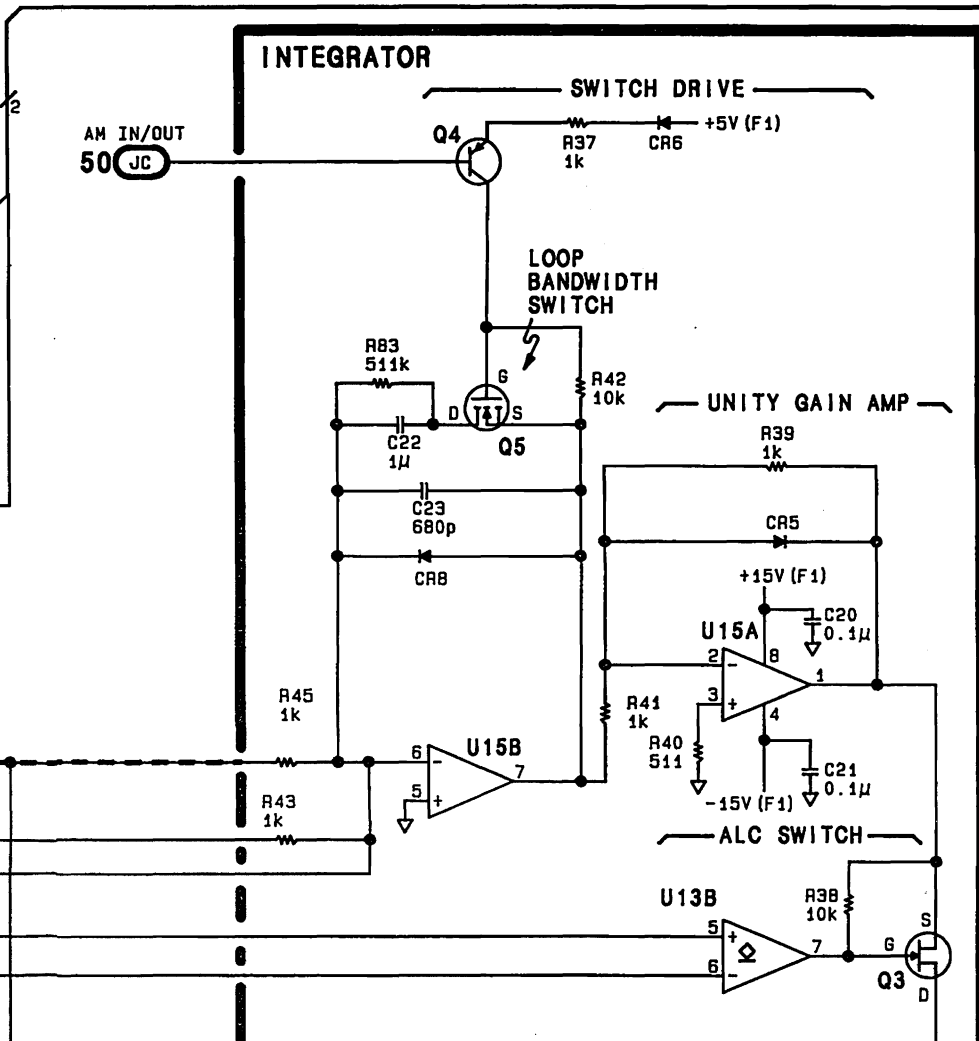 INTEGRATOR
SWITCH DRIVE
2
AM IN/OUT
50 JC
Q4
R37
1k
CR6
+5V (F1)
LOOP
BANDWIDTH
SWITCH
R83
511k
G
D
S
Q5
R42
10k
C22
1μ
C23
680p
CR8
UNITY GAIN AMP
R39
1k
CR5
+15V (F1)
C20
0.1μ
U15A
2
-
3
+
8
1
4
R41
1k
R40
511
C21
0.1μ
-15V (F1)
R45
1k
U15B
6
-
5
+
7
R43
1k
ALC SWITCH
U13B
5
+
6
-
7
R38
10k
S
G
Q3
D